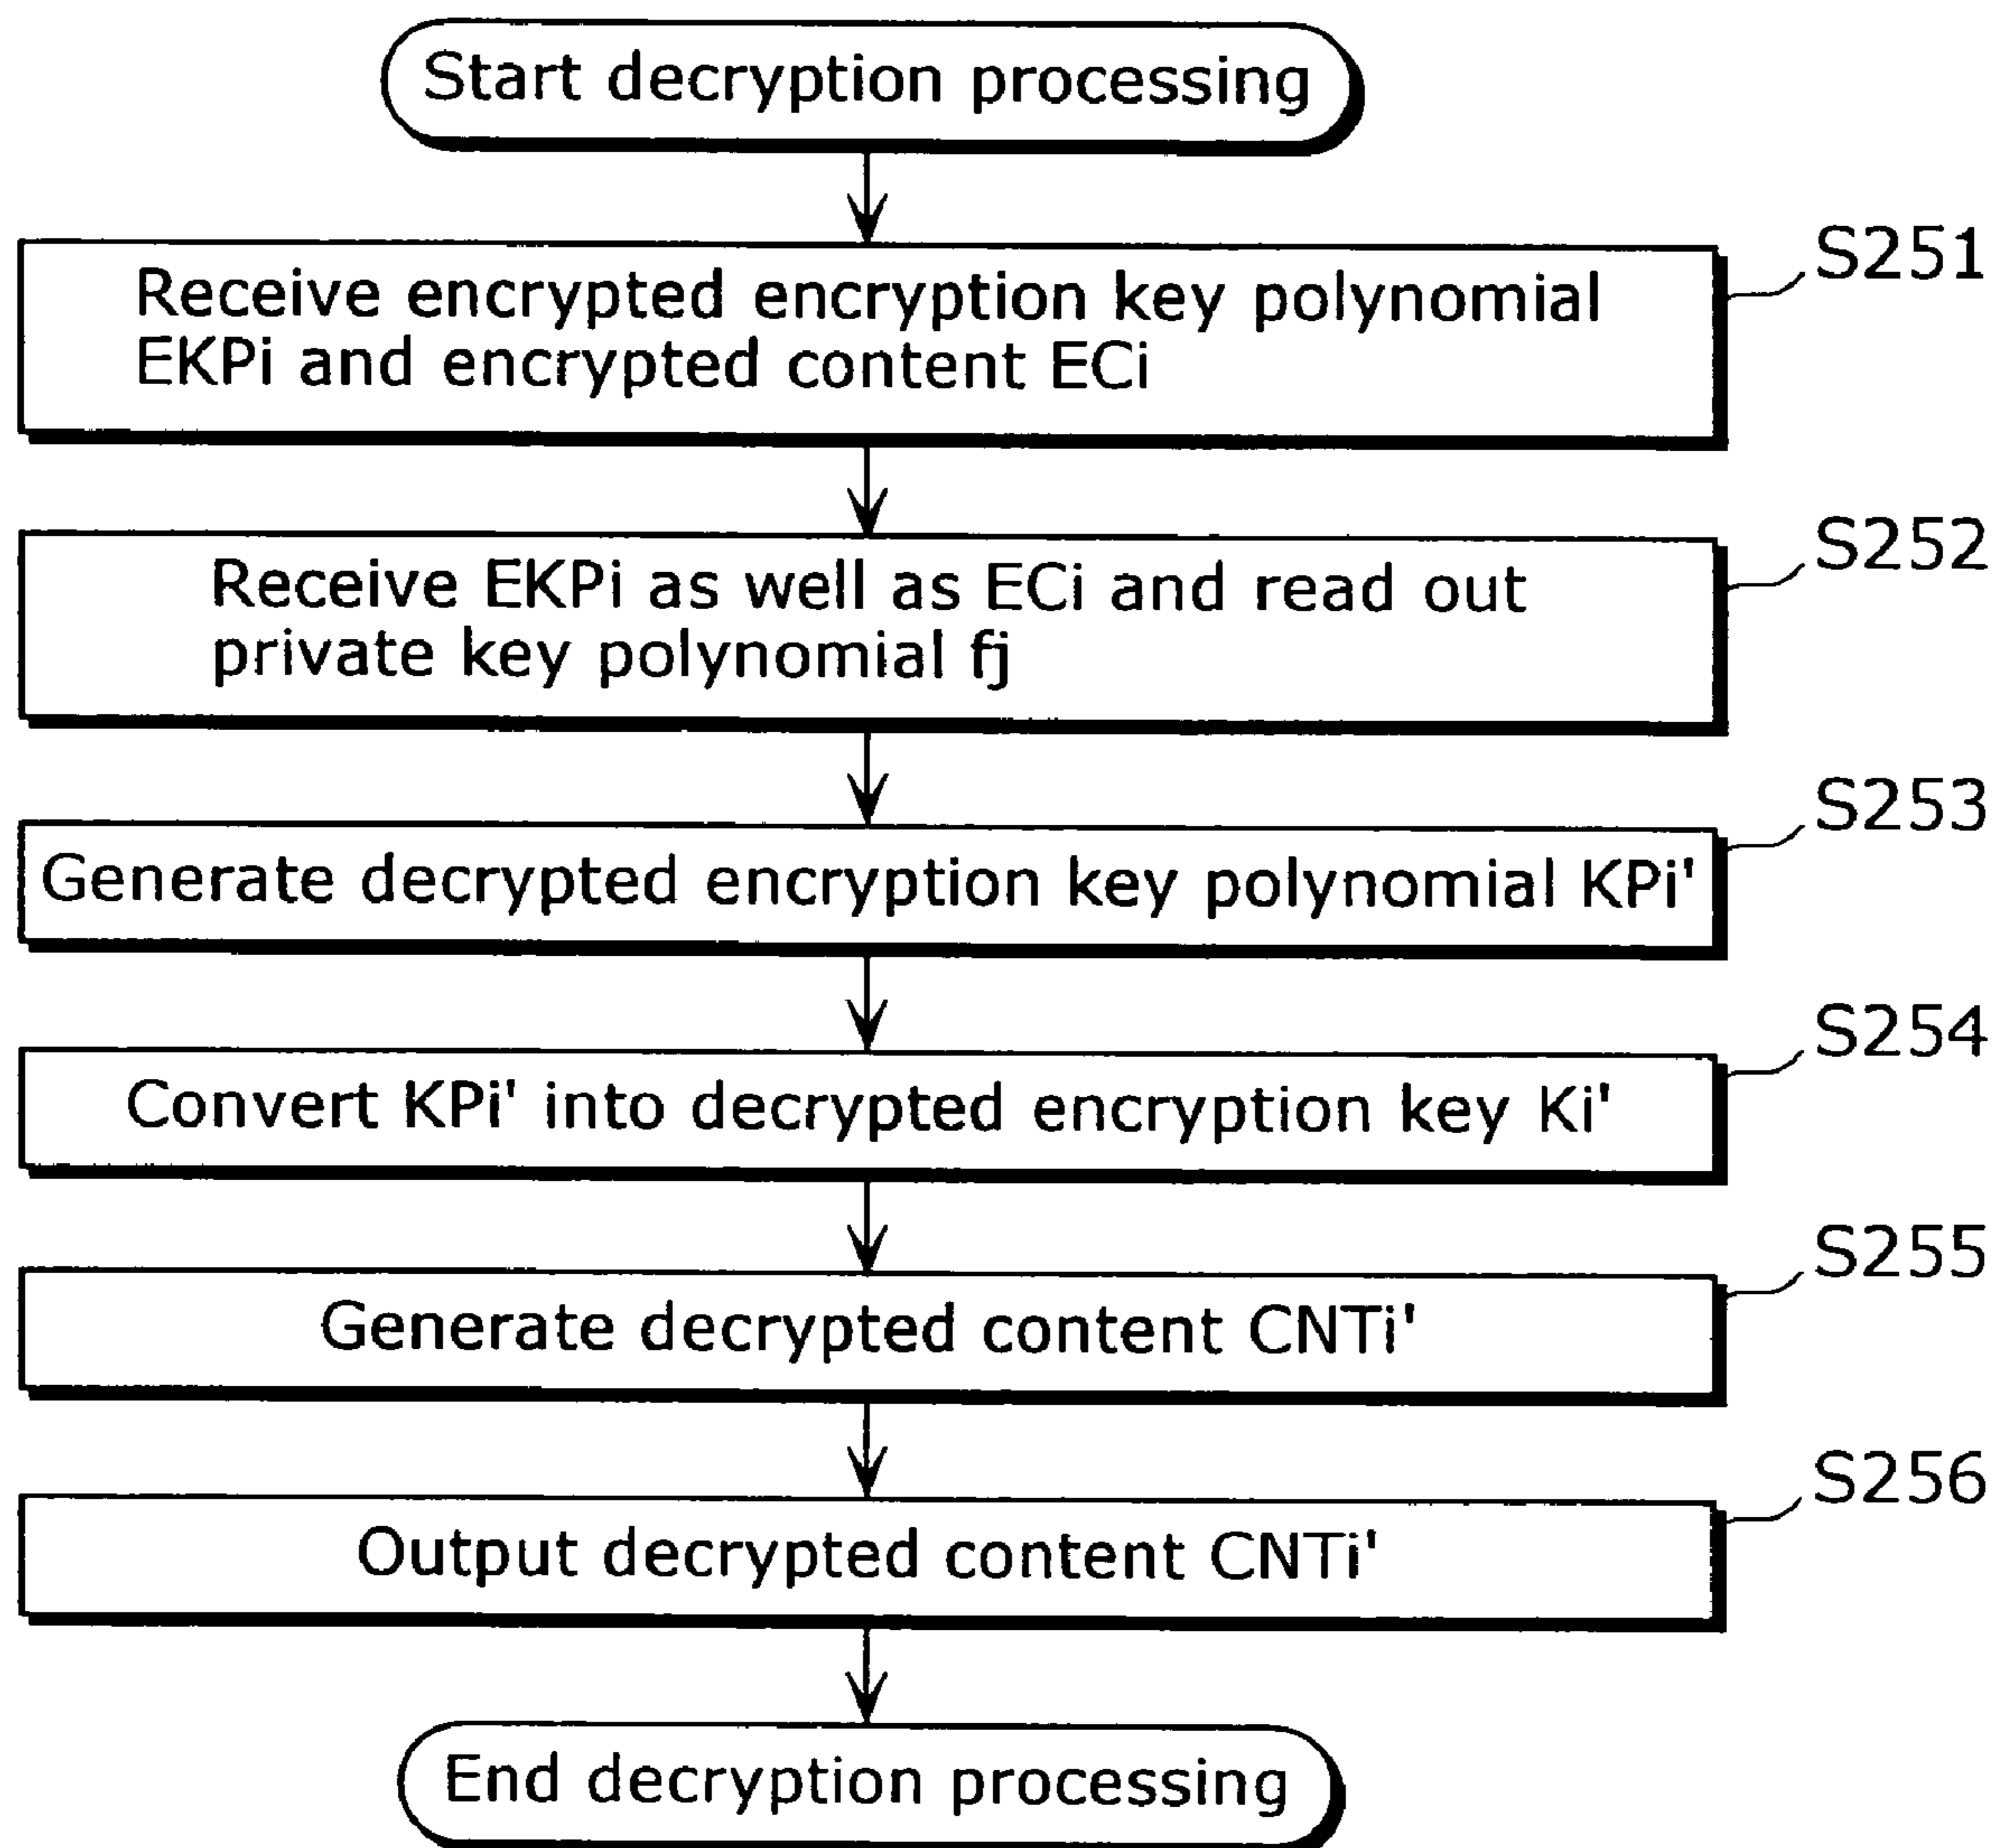 Start decryption processing
S251
Receive encrypted encryption key polynomial
EKPi and encrypted content ECi
S252
Receive EKPi as well as ECi and read out
private key polynomial fj
S253
Generate decrypted encryption key polynomial KPi'
S254
Convert KPi' into decrypted encryption key Ki'
S255
Generate decrypted content CNTi'
S256
Output decrypted content CNTi'
End decryption processing